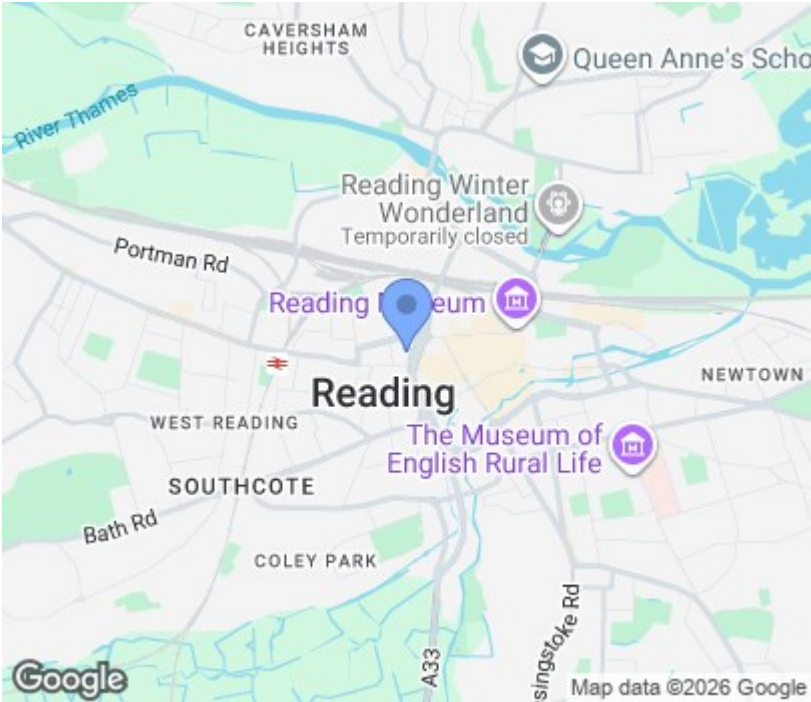 CAVERSHAM
HEIGHTS
Queen Anne's Scho
River Thames
Reading Winter
Wonderland
Temporarily closed
Portman Rd
Reading M eum
Reading
NEWTOWN
WEST READING
The Museum of
English Rural Life
SOUTHCOTE
Bath Rd
COLEY PARK
A33
singstoke Rd
Google
Map data ©2026 Google